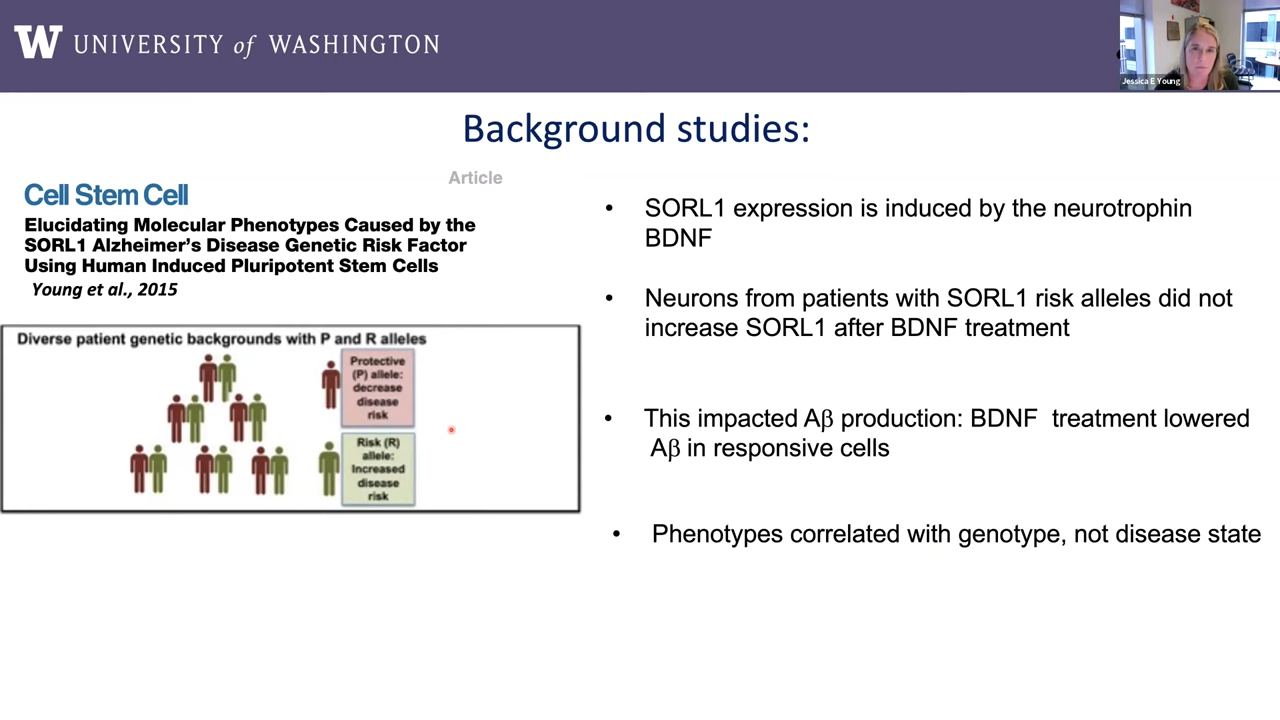 W UNIVERSITY of WASHINGTON
Jessica E Young
Background studies:
Article
Cell Stem Cell
Elucidating Molecular Phenotypes Caused by the
SORL1 Alzheimer's Disease Genetic Risk Factor
Using Human Induced Pluripotent Stem Cells
Young et al., 2015
Diverse patient genetic backgrounds with P and R alleles
Protective
(P) allele:
decrease
disease
risk
Risk (R)
allele:
Increased
disease
risk
• SORL1 expression is induced by the neurotrophin
BDNF
• Neurons from patients with SORL1 risk alleles did not
increase SORL1 after BDNF treatment
• This impacted Aβ production: BDNF treatment lowered
Aβ in responsive cells
• Phenotypes correlated with genotype, not disease state